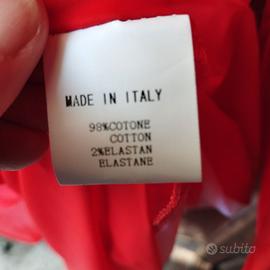 MADE IN ITALY
98%COTONE
COTTON
2%ELASTAN
ELASTANE
subito